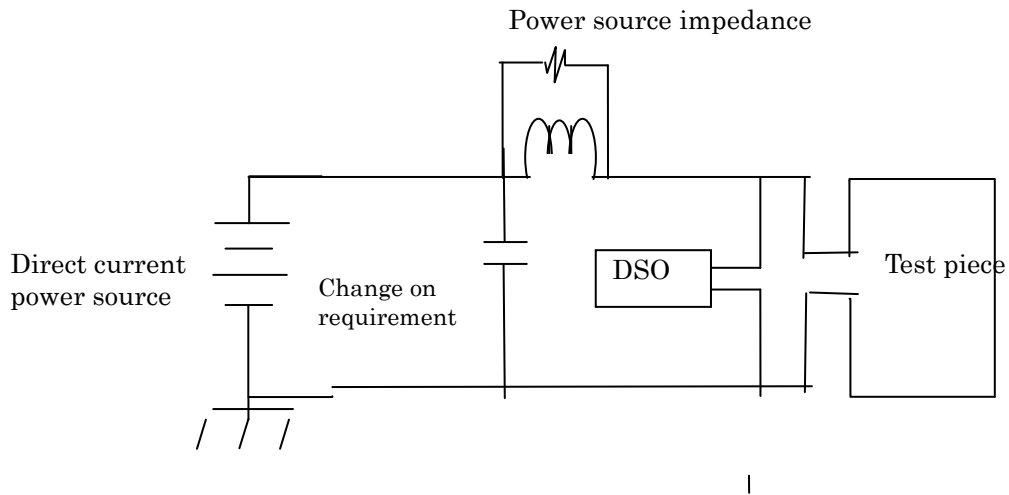 Power source impedance
Direct current
power source
Change on
requirement
DSO
Test piece